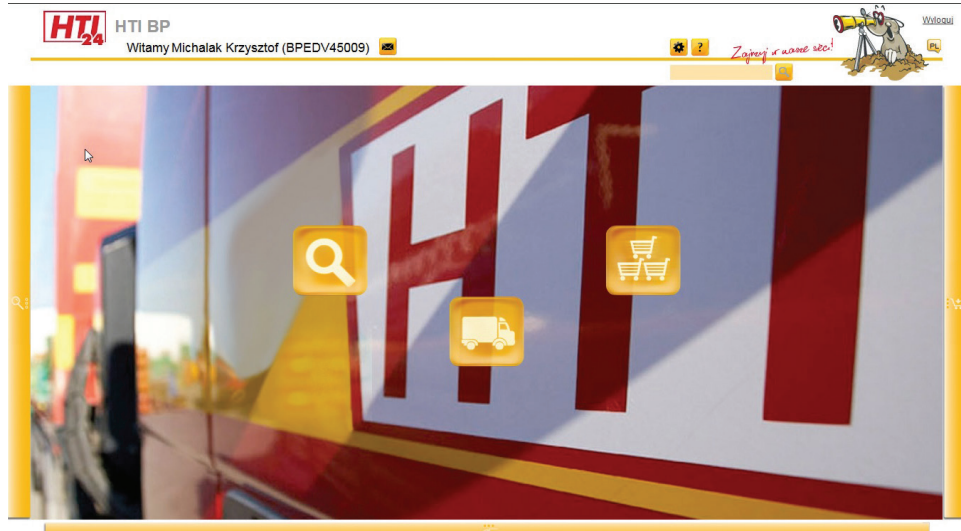 HTI
24
HTI BP
Witamy Michalak Krzysztof (BPEDV45009)
?
Zajrzyj w nasze sieci!
Wyloguj
PL
HTI